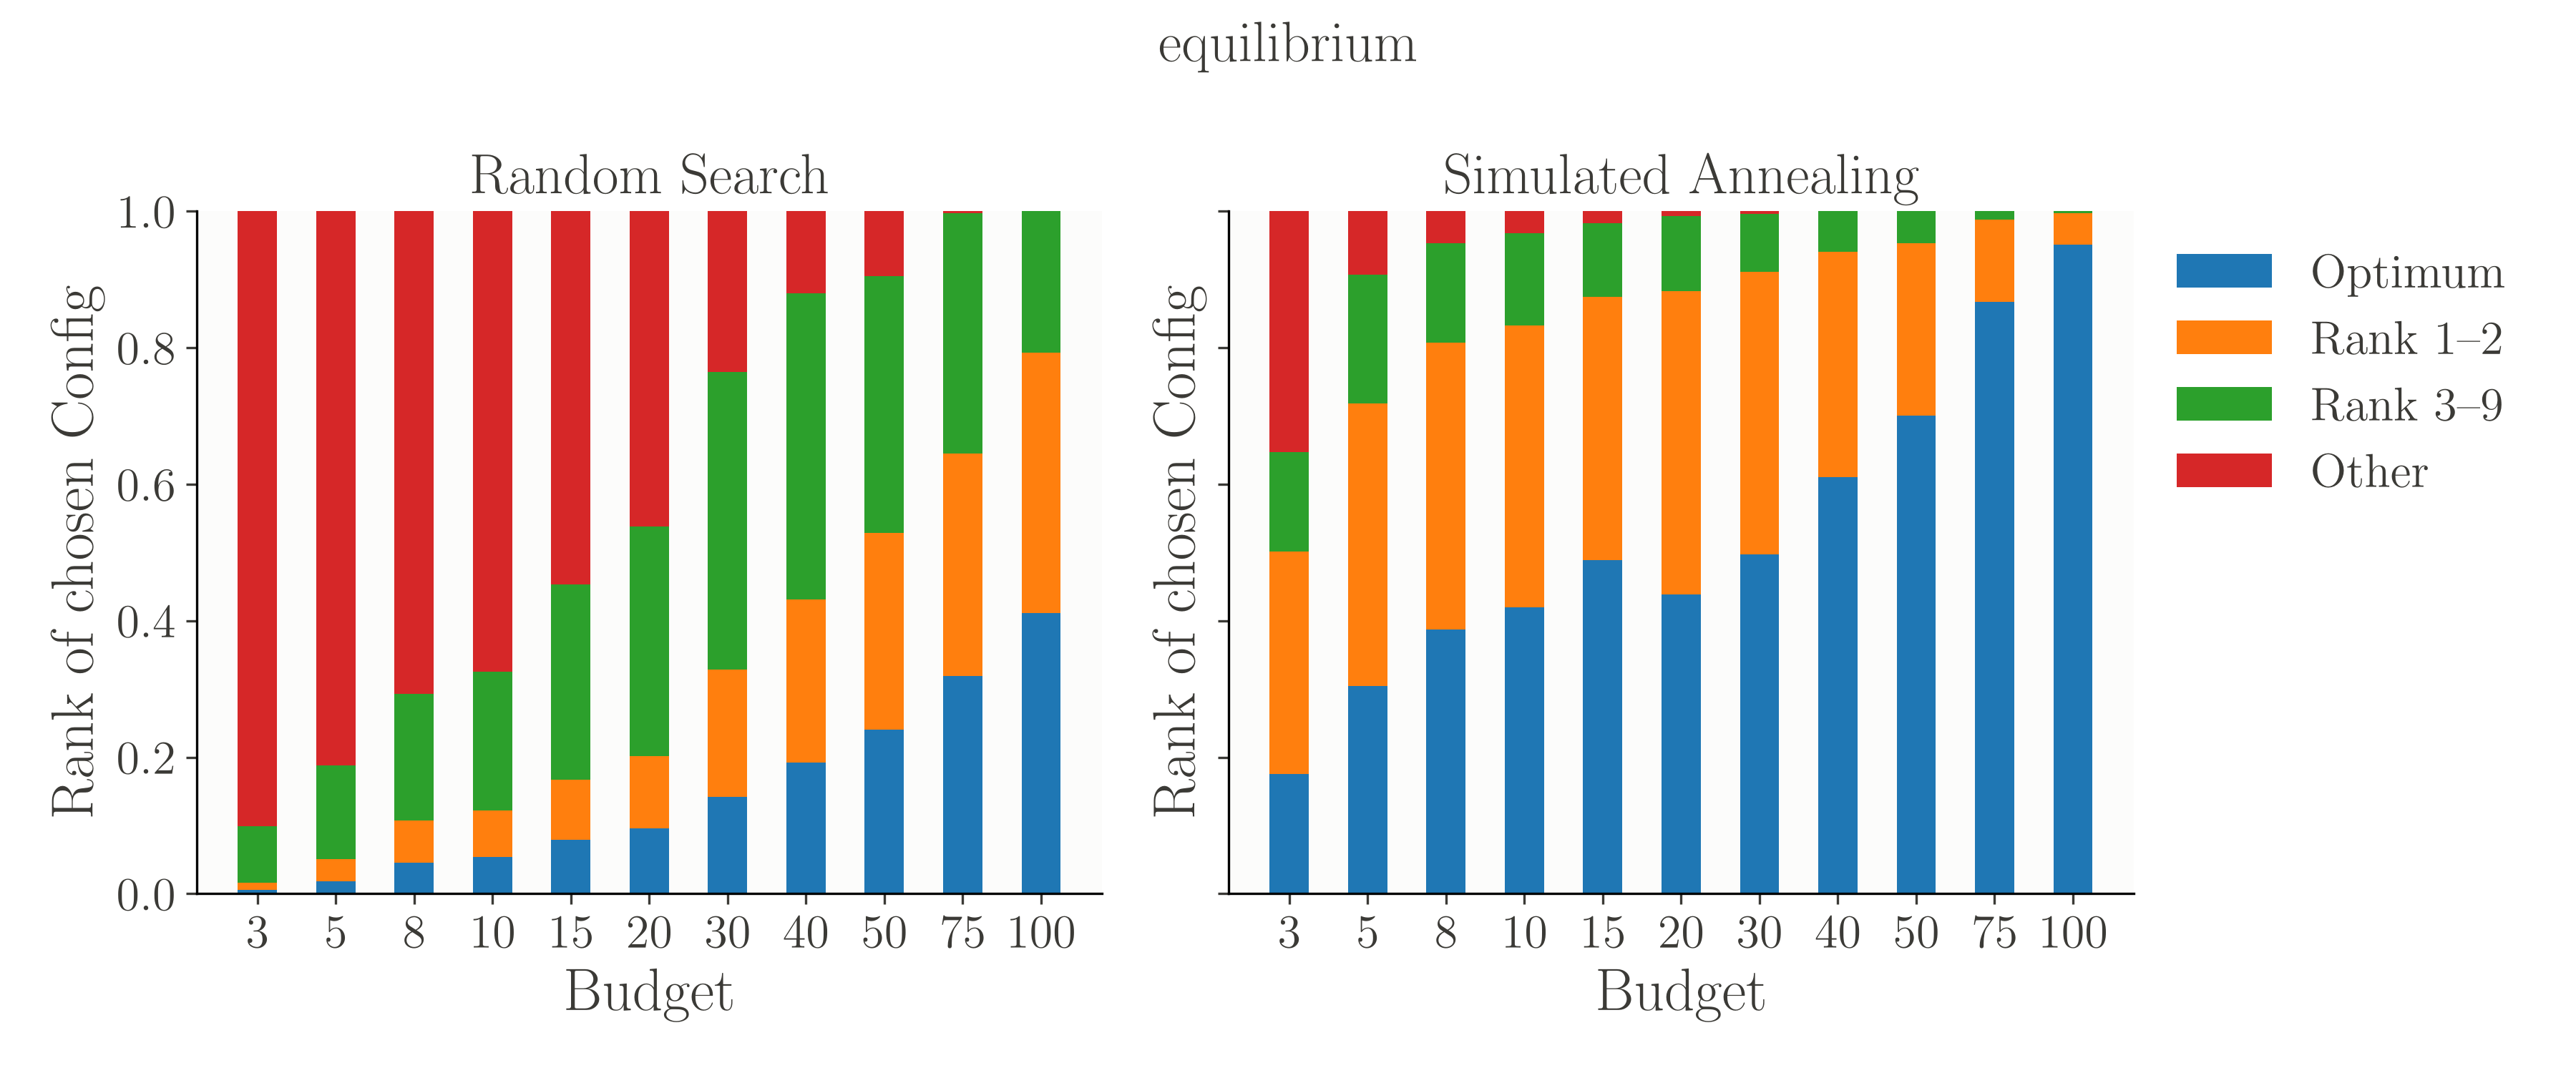 equilibrium
Random Search
Rank of chosen Config
1.0
0.8
0.6
0.4
0.2
0.0
3 5 8 10 15 20 30 40 50 75 100
Budget
Simulated Annealing
Rank of chosen Config
3 5 8 10 15 20 30 40 50 75 100
Budget
Optimum
Rank 1–2
Rank 3–9
Other